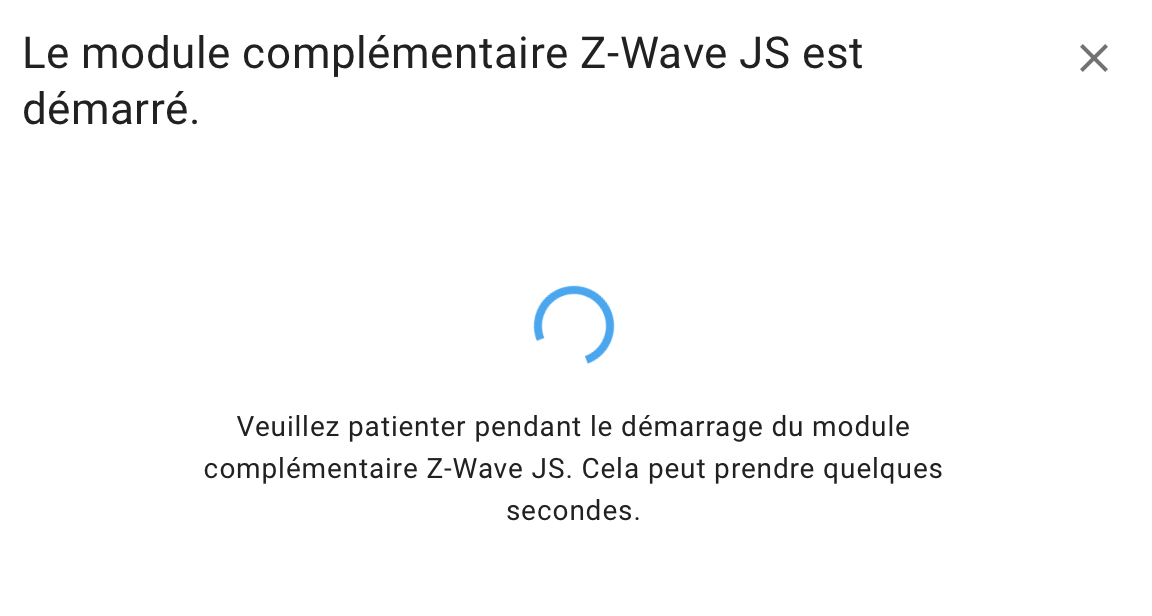 Le module complémentaire Z-Wave JS est
démarré.
Veuillez patienter pendant le démarrage du module
complémentaire Z-Wave JS. Cela peut prendre quelques
secondes.